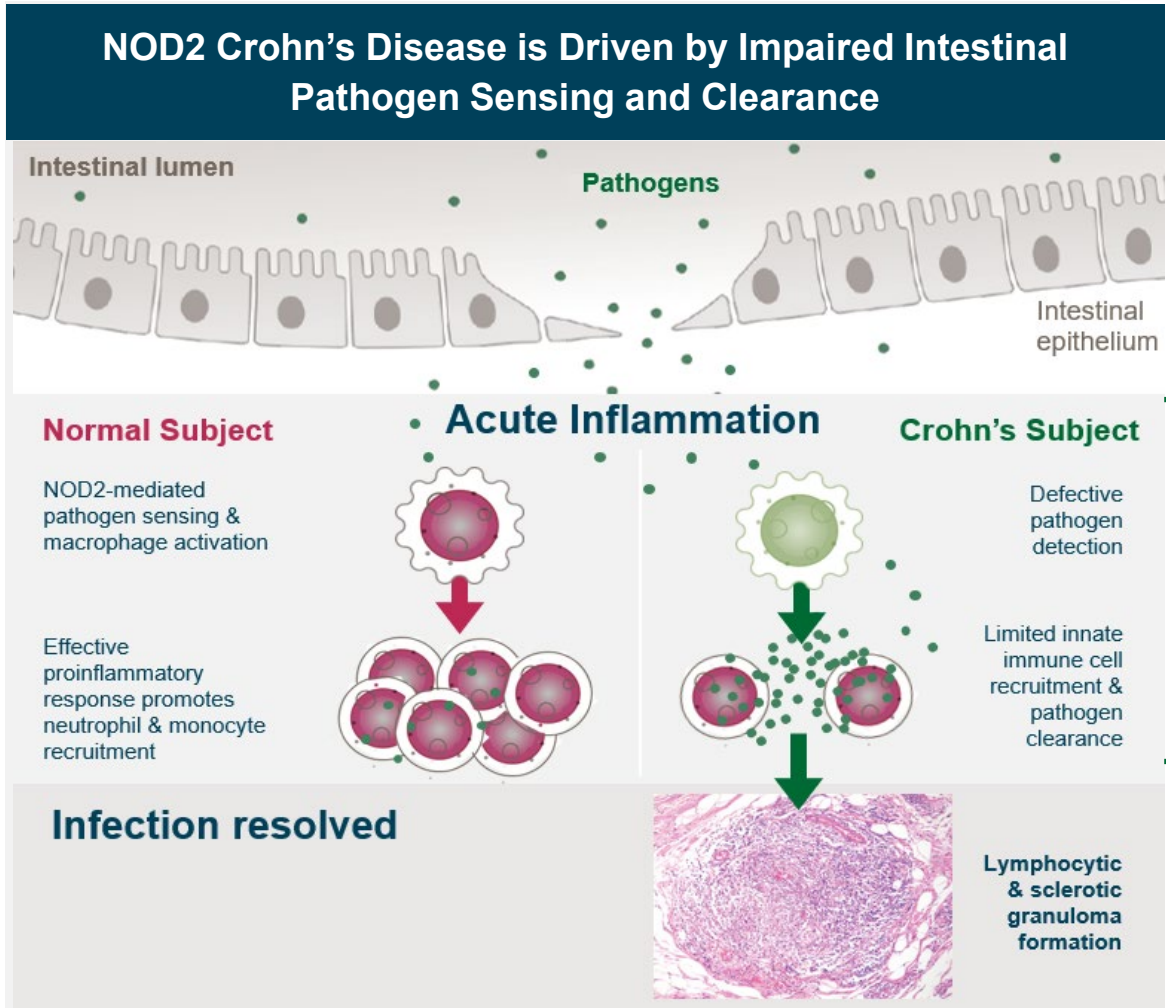 NOD2 Crohn’s Disease is Driven by Impaired Intestinal
Pathogen Sensing and Clearance
Intestinal lumen
Pathogens
Intestinal
epithelium
Acute Inflammation
Normal Subject
Crohn’s Subject
NOD2-mediated
pathogen sensing &
macrophage activation
Defective
pathogen
detection
Effective
proinflammatory
response promotes
neutrophil & monocyte
recruitment
Limited innate
immune cell
recruitment &
pathogen
clearance
Infection resolved
Lymphocytic
& sclerotic
granuloma
formation